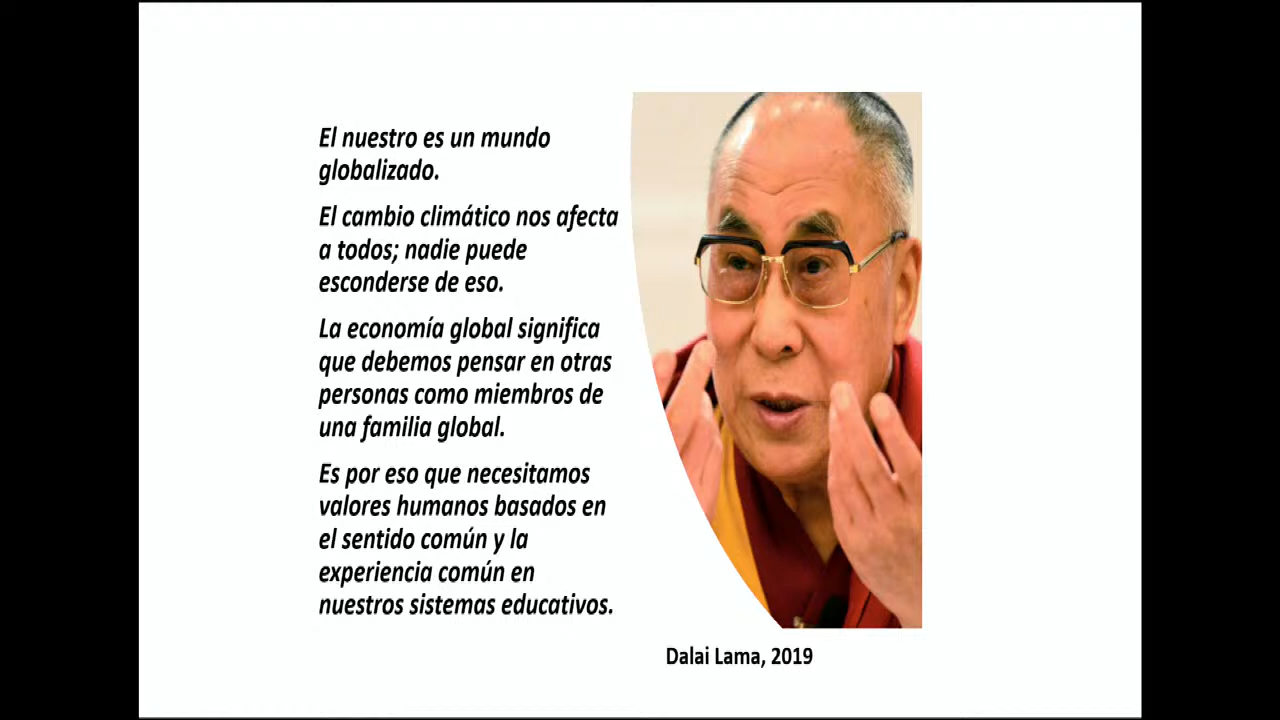 El nuestro es un mundo
globalizado.
El cambio climático nos afecta
a todos; nadie puede
esconderse de eso.
La economía global significa
que debemos pensar en otras
personas como miembros de
una familia global.
Es por eso que necesitamos
valores humanos basados en
el sentido común y la
experiencia común en
nuestros sistemas educativos.
Dalai Lama, 2019